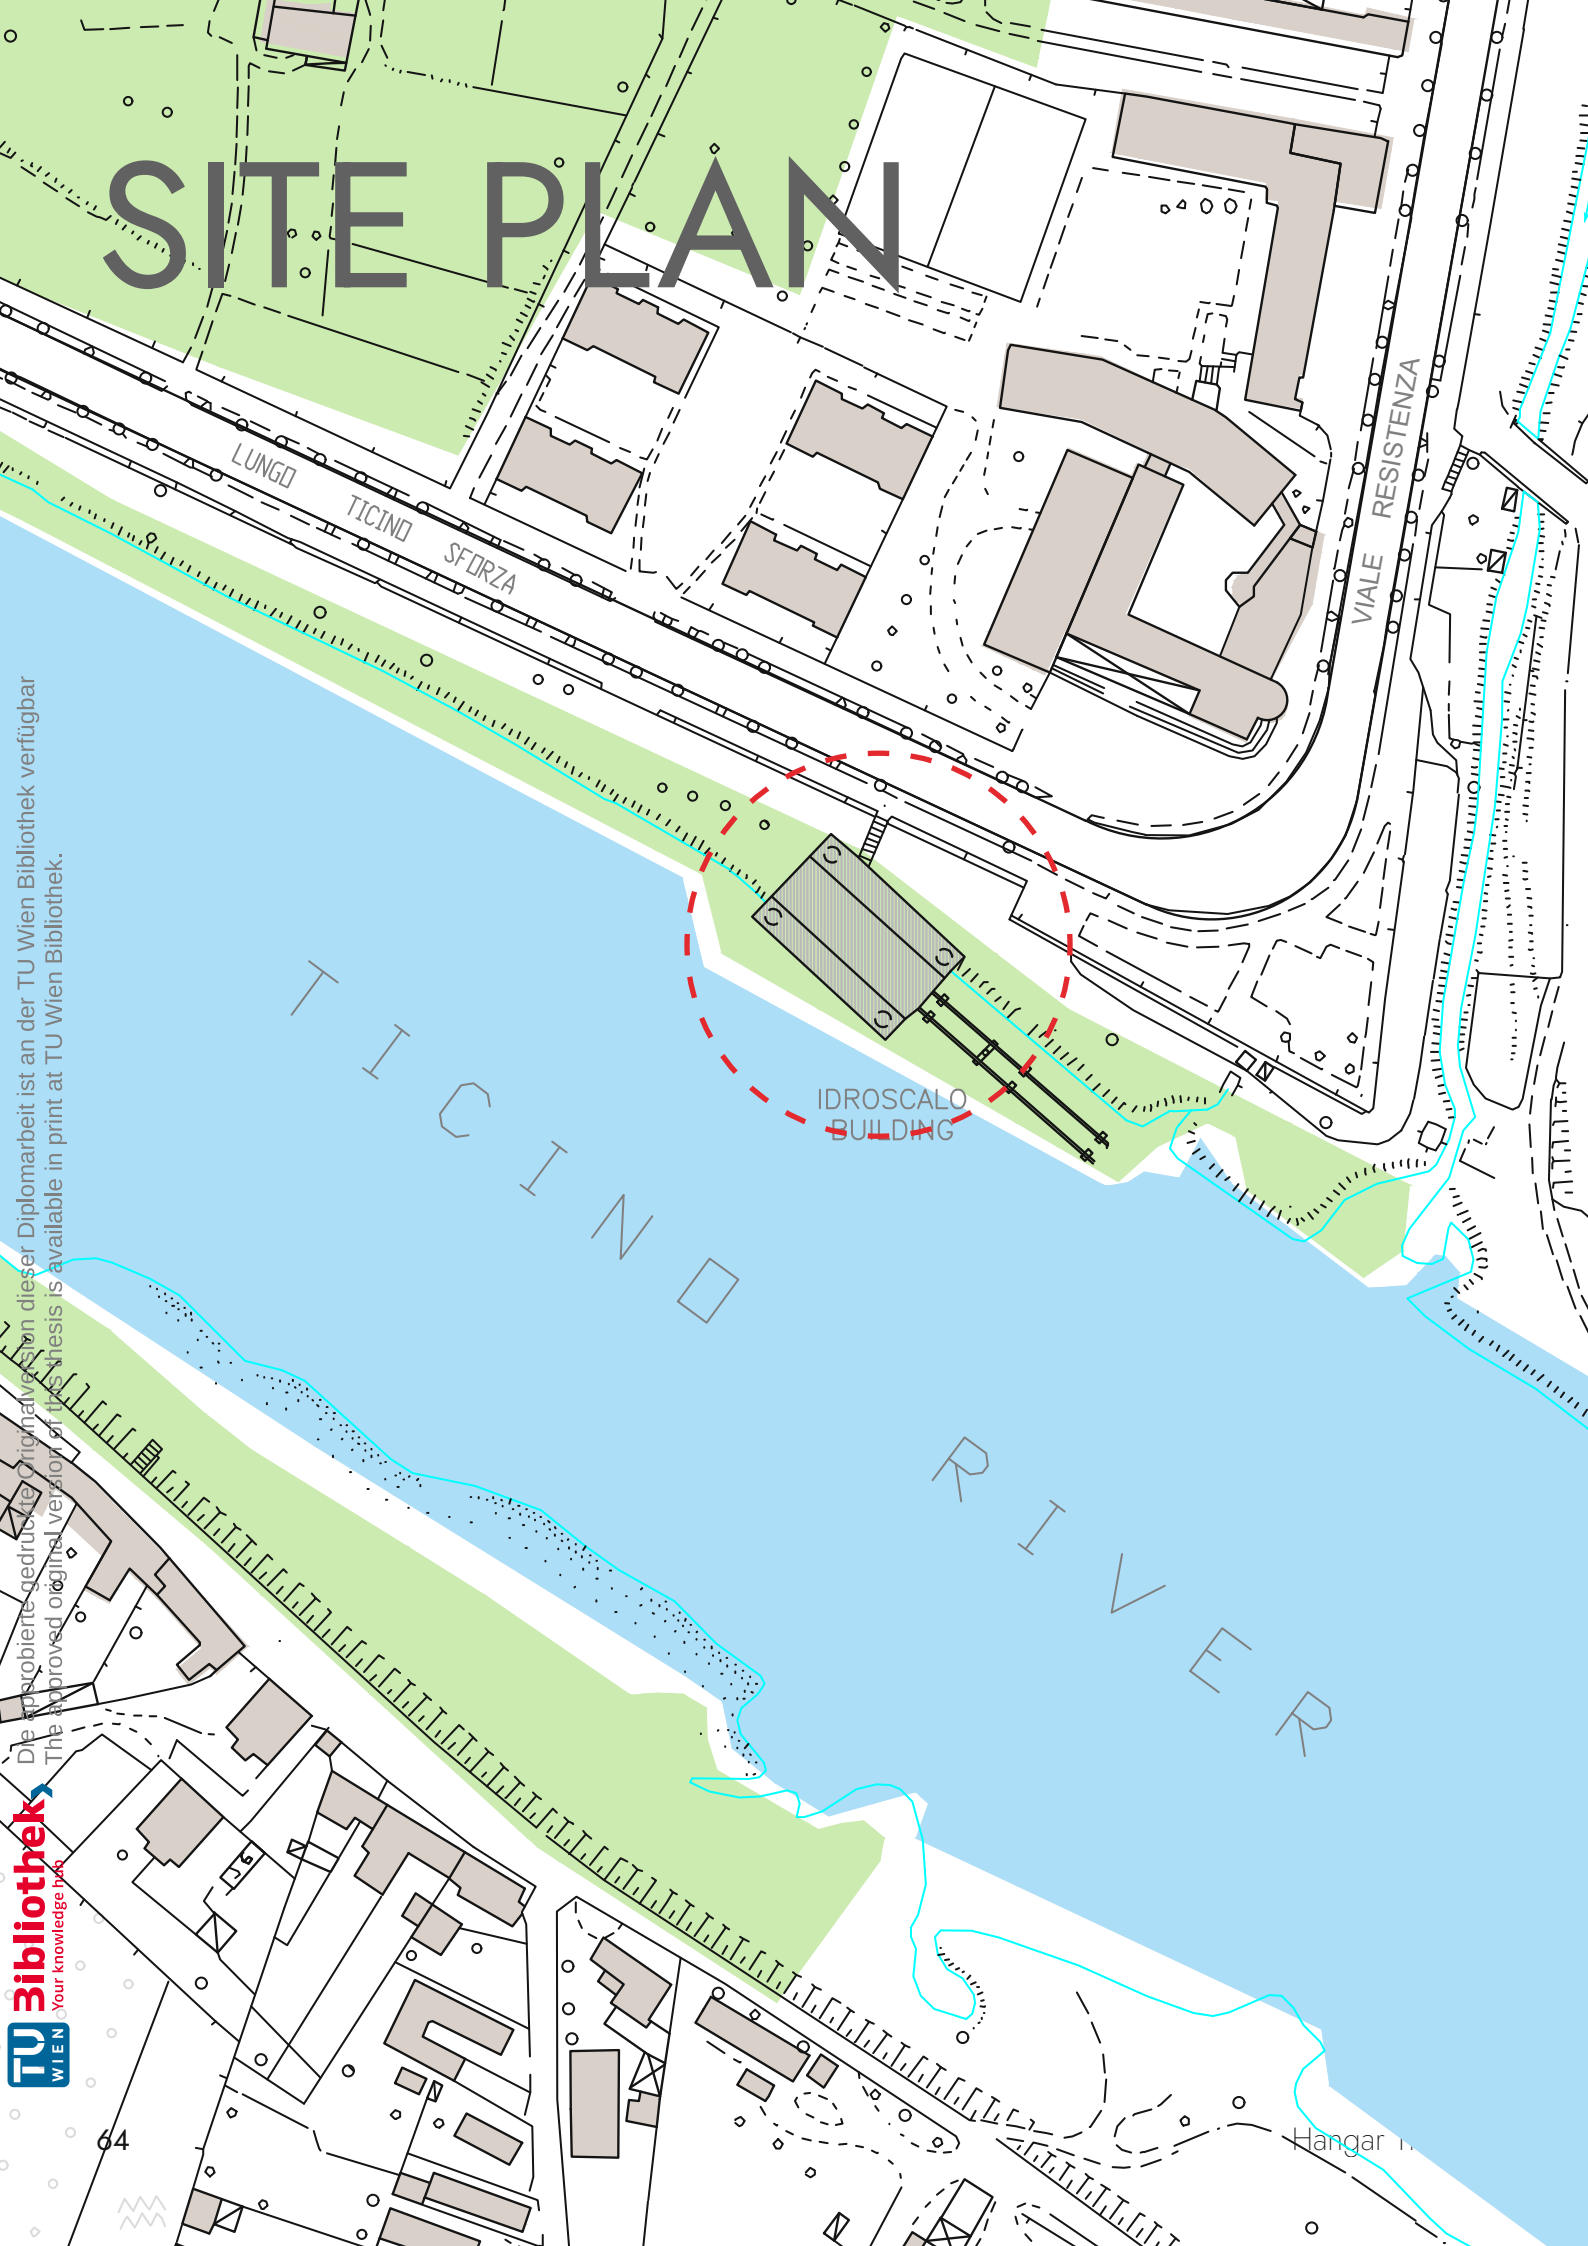 SITE PLAN
LUNGO TICINO SFORZA
VIALE RESISTENZA
IDROSCALO
BUILDING
TICINO RIVER
Die approbierte gedruckte Originalversion dieser Diplomarbeit ist an der TU Wien Bibliothek verfügbar
The approved original version of this thesis is available in print at TU Wien Bibliothek.
Bibliothek
Your knowledge hub
TU
WIEN
64
Hangar